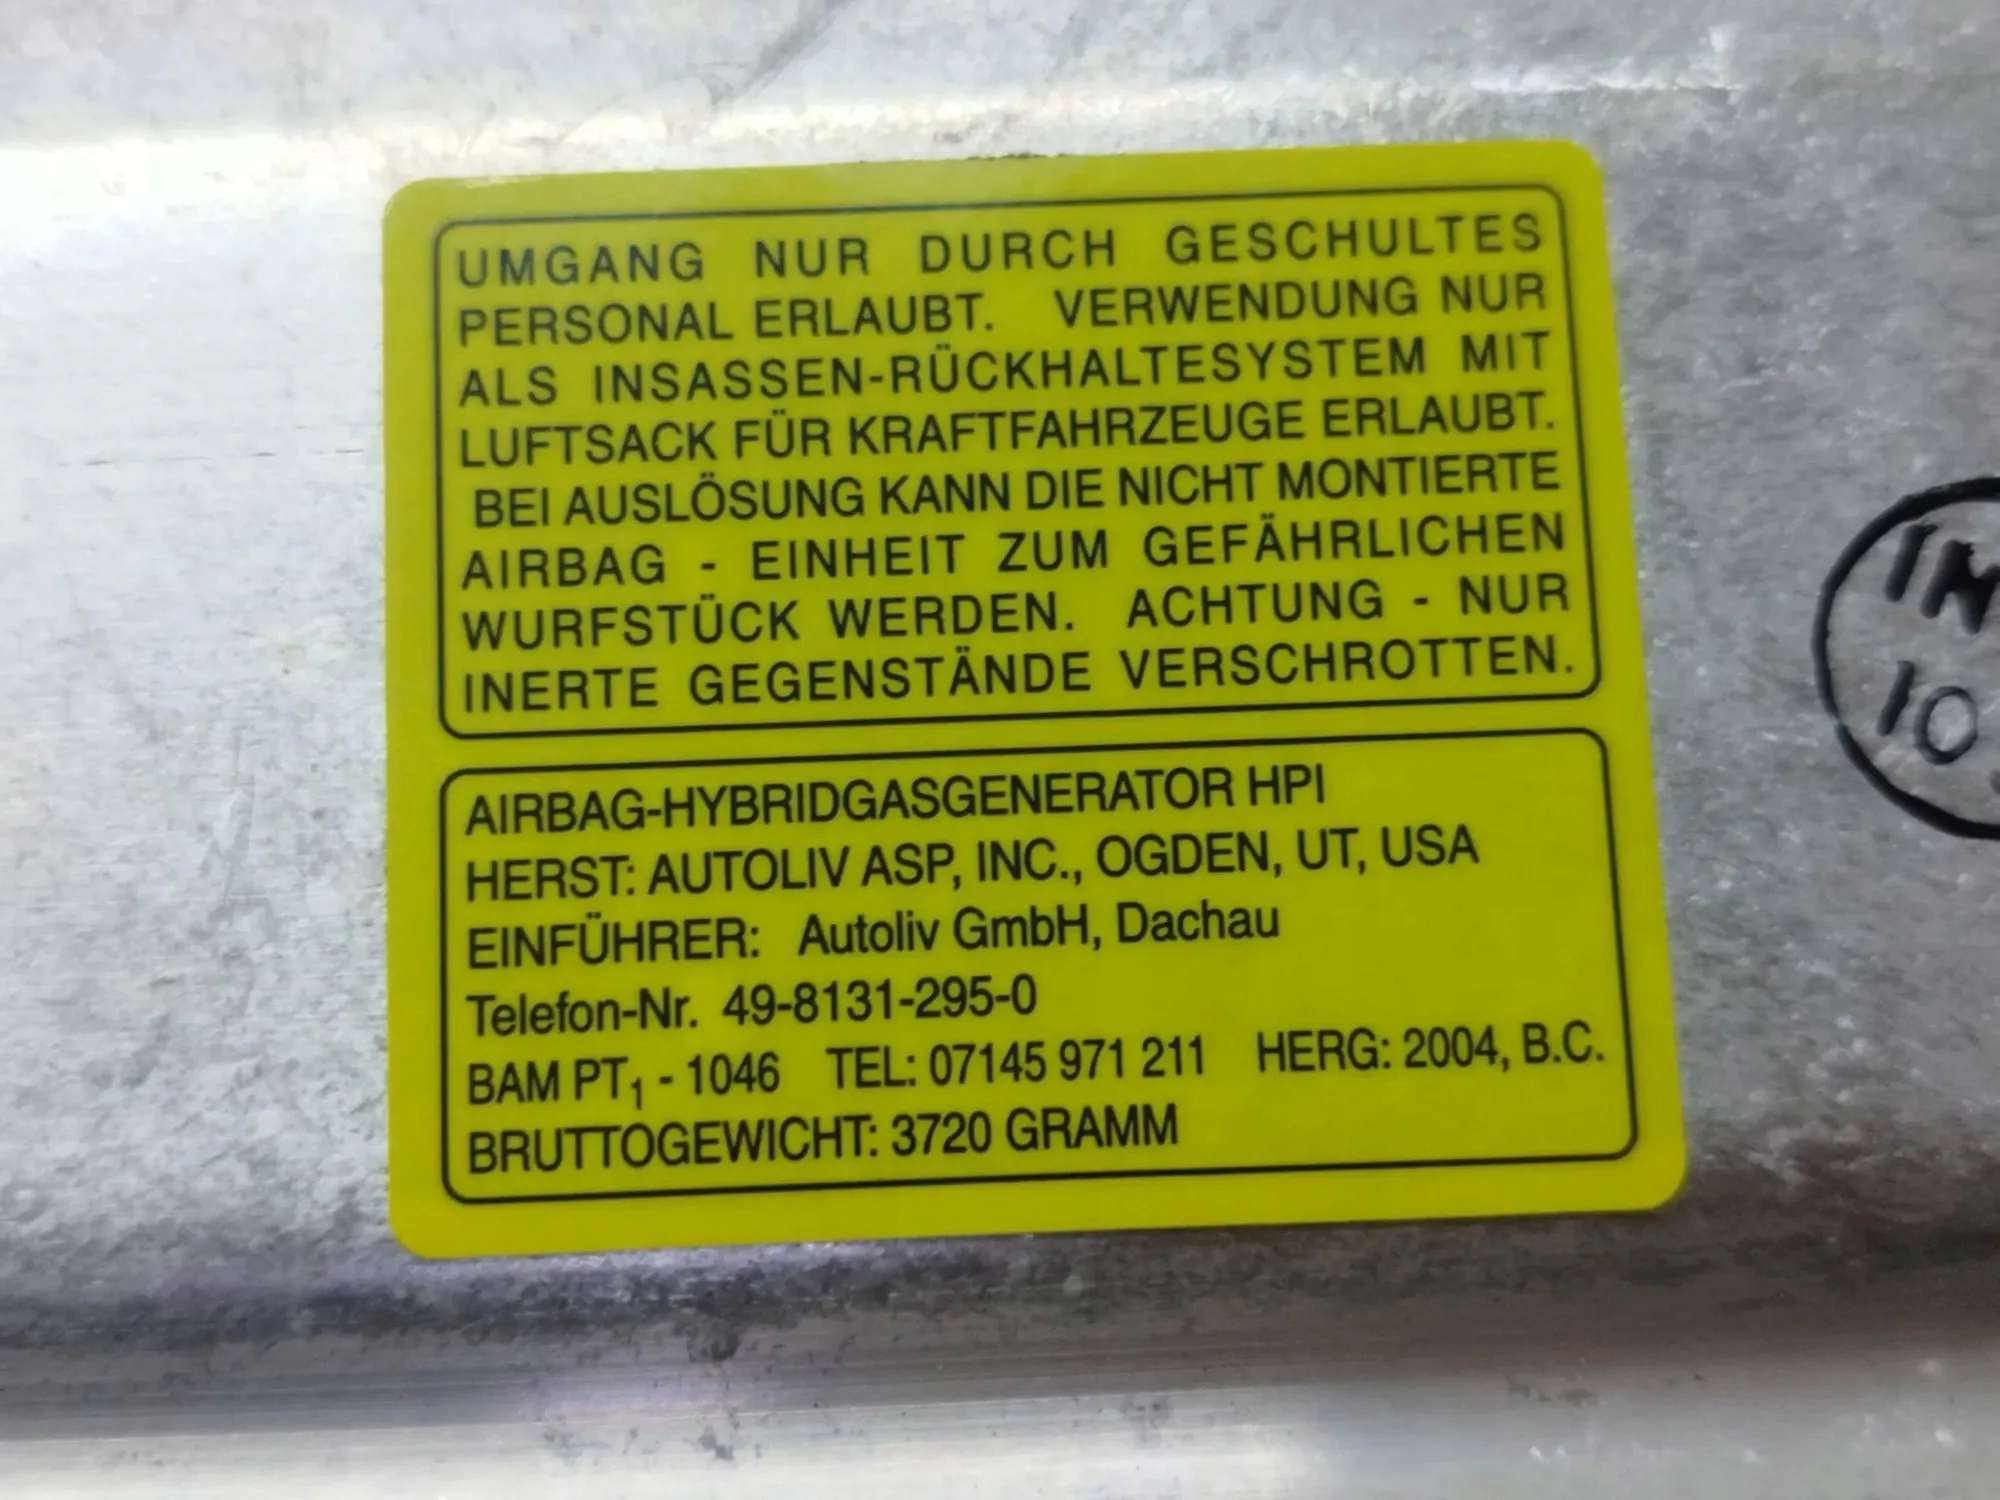 UMGANG NUR DURCH GESCHULTES
PERSONAL ERLAUBT. VERWENDUNG NUR
ALS INSASSEN-RÜCKHALTESYSTEM MIT
LUFTSACK FÜR KRAFTFAHRZEUGE ERLAUBT.
BEI AUSLÖSUNG KANN DIE NICHT MONTIERTE
AIRBAG - EINHEIT ZUM GEFÄHRLICHEN
WURFSTÜCK WERDEN. ACHTUNG - NUR
INERTE GEGENSTÄNDE VERSCHROTTEN.
AIRBAG-HYBRIDGASGENERATOR HPI
HERST: AUTOLIV ASP, INC., OGDEN, UT, USA
EINFÜHRER: Autoliv GmbH, Dachau
Telefon-Nr. 49-8131-295-0
BAM PT1 - 1046 TEL: 07145 971 211 HERG: 2004, B.C.
BRUTTOGEWICHT: 3720 GRAMM
10